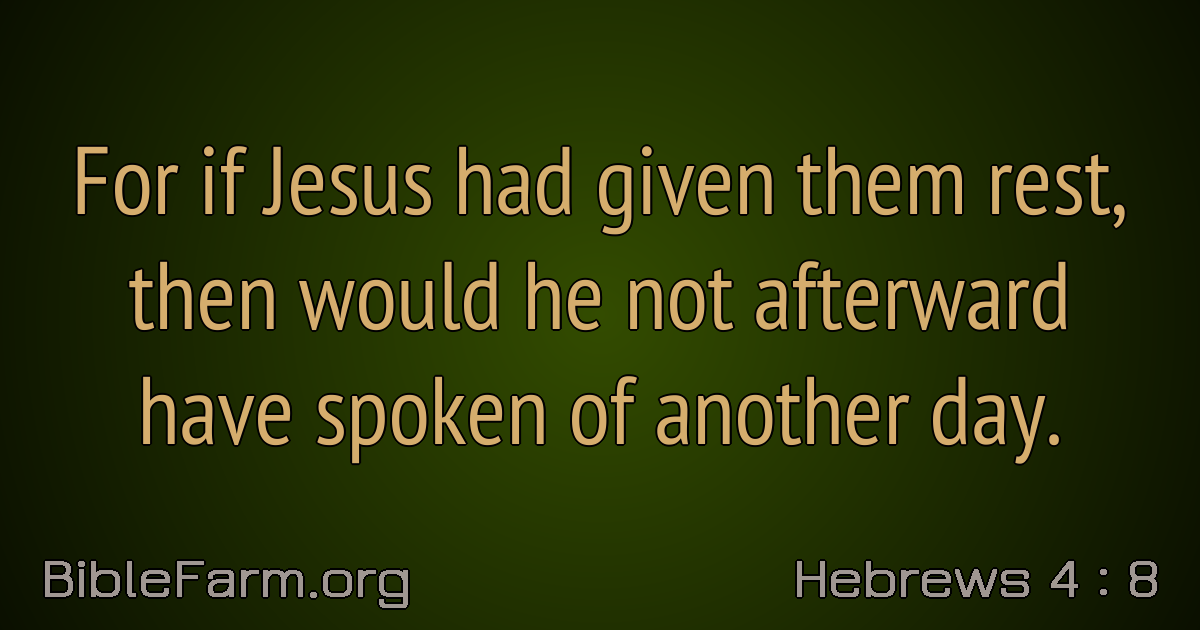 For if Jesus had given them rest,
then would he not afterward
have spoken of another day.
BibleFarm.org
Hebrews 4 : 8